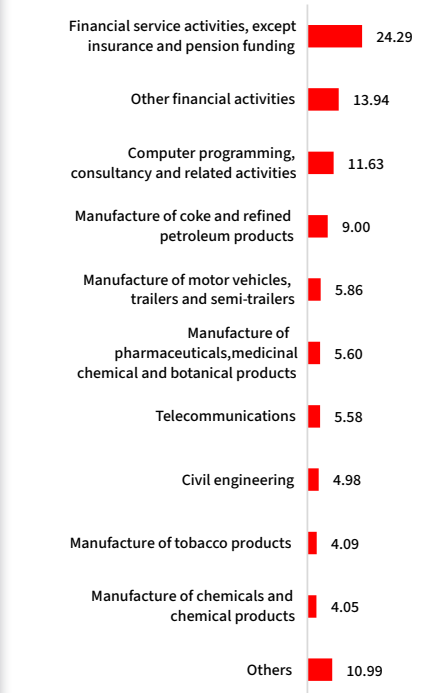 Financial service activities, except
insurance and pension funding
24.29
Other financial activities
13.94
Computer programming,
consultancy and related activities
11.63
Manufacture of coke and refined
petroleum products
9.00
Manufacture of motor vehicles,
trailers and semi-trailers
5.86
Manufacture of
pharmaceuticals,medicinal
chemical and botanical products
5.60
Telecommunications
5.58
Civil engineering
4.98
Manufacture of tobacco products
4.09
Manufacture of chemicals and
chemical products
4.05
Others
10.99